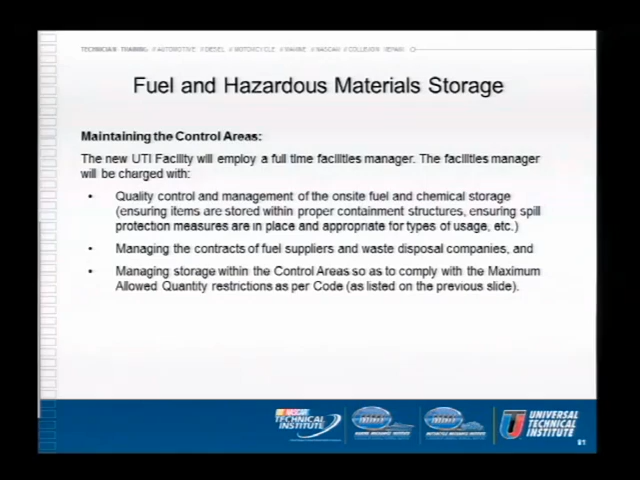 TECHNICIAN TRAINING // AUTOMOTIVE // DIESEL // MOTORCYCLE // MARINE // NASCAR // COLLISION REPAIR
Fuel and Hazardous Materials Storage
Maintaining the Control Areas:
The new UTI Facility will employ a full time facilities manager. The facilities manager
will be charged with:
• Quality control and management of the onsite fuel and chemical storage
(ensuring items are stored within proper containment structures, ensuring spill
protection measures are in place and appropriate for types of usage, etc.)
• Managing the contracts of fuel suppliers and waste disposal companies, and
• Managing storage within the Control Areas so as to comply with the Maximum
Allowed Quantity restrictions as per Code (as listed on the previous slide).
NASCAR
TECHNICAL
INSTITUTE
UNIVERSAL
TECHNICAL
INSTITUTE